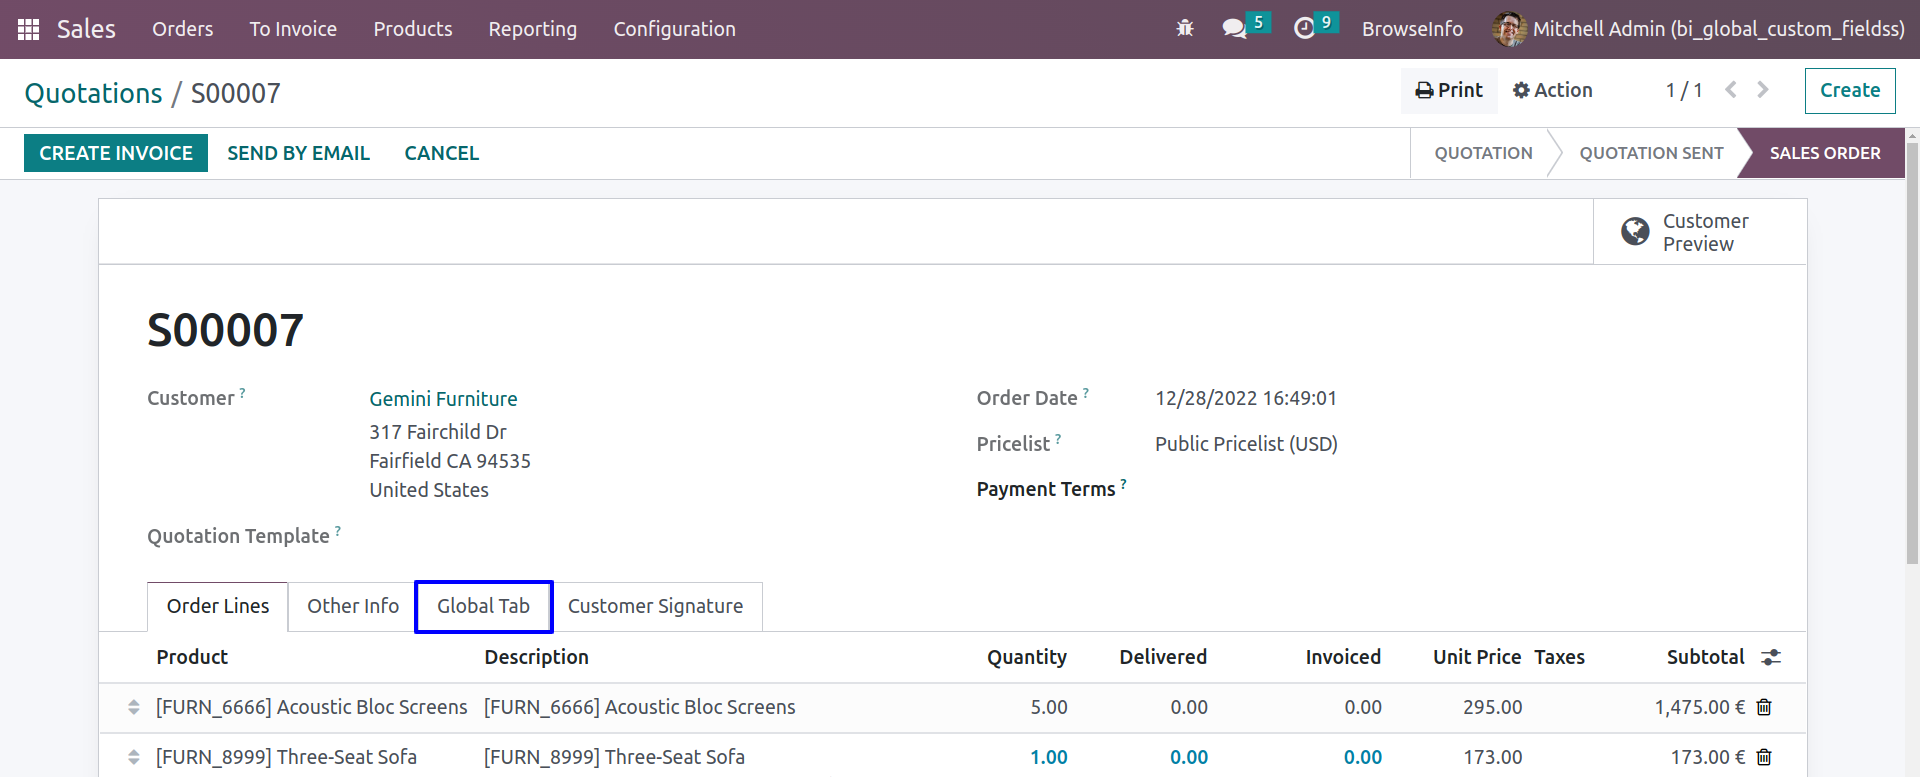 Sales Orders To Invoice Products Reporting Configuration 5 9 BrowseInfo Mitchell Admin (bi_global_custom_fieldss)
Quotations / S00007 Print Action 1 / 1 Create
CREATE INVOICE SEND BY EMAIL CANCEL QUOTATION QUOTATION SENT SALES ORDER
Customer
Preview
S00007
Customer ? Gemini Furniture Order Date ? 12/28/2022 16:49:01
317 Fairchild Dr
Fairfield CA 94535
United States
Pricelist ? Public Pricelist (USD)
Payment Terms ?
Quotation Template ?
Order Lines Other Info Global Tab Customer Signature
Product Description Quantity Delivered Invoiced Unit Price Taxes Subtotal
[FURN_6666] Acoustic Bloc Screens [FURN_6666] Acoustic Bloc Screens 5.00 0.00 0.00 295.00 1,475.00 €
[FURN_8999] Three-Seat Sofa [FURN_8999] Three-Seat Sofa 1.00 0.00 0.00 173.00 173.00 €